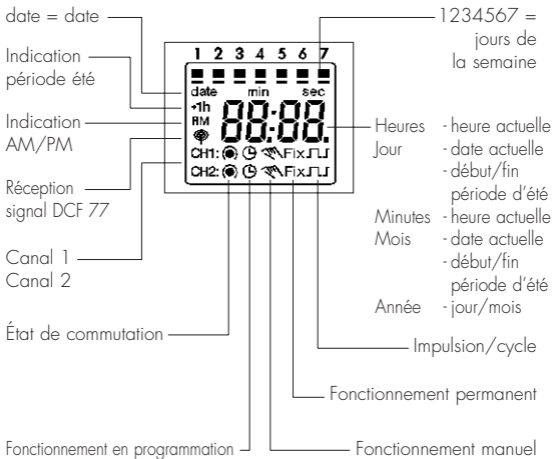 date = date
Indication
période été
Indication
AM/PM
Réception
signal DCF 77
Canal 1
Canal 2
État de commutation
Fonctionnement en programmation
1 2 3 4 5 6 7
date min sec
+1h
AM
88:88.
CH1: Fix
CH2: Fix
1234567 =
jours de
la semaine
Heures - heure actuelle
Jour - date actuelle
- début/fin
période d'été
Minutes - heure actuelle
Mois - date actuelle
- début/fin
période d'été
Année - jour/mois
Impulsion/cycle
Fonctionnement permanent
Fonctionnement manuel